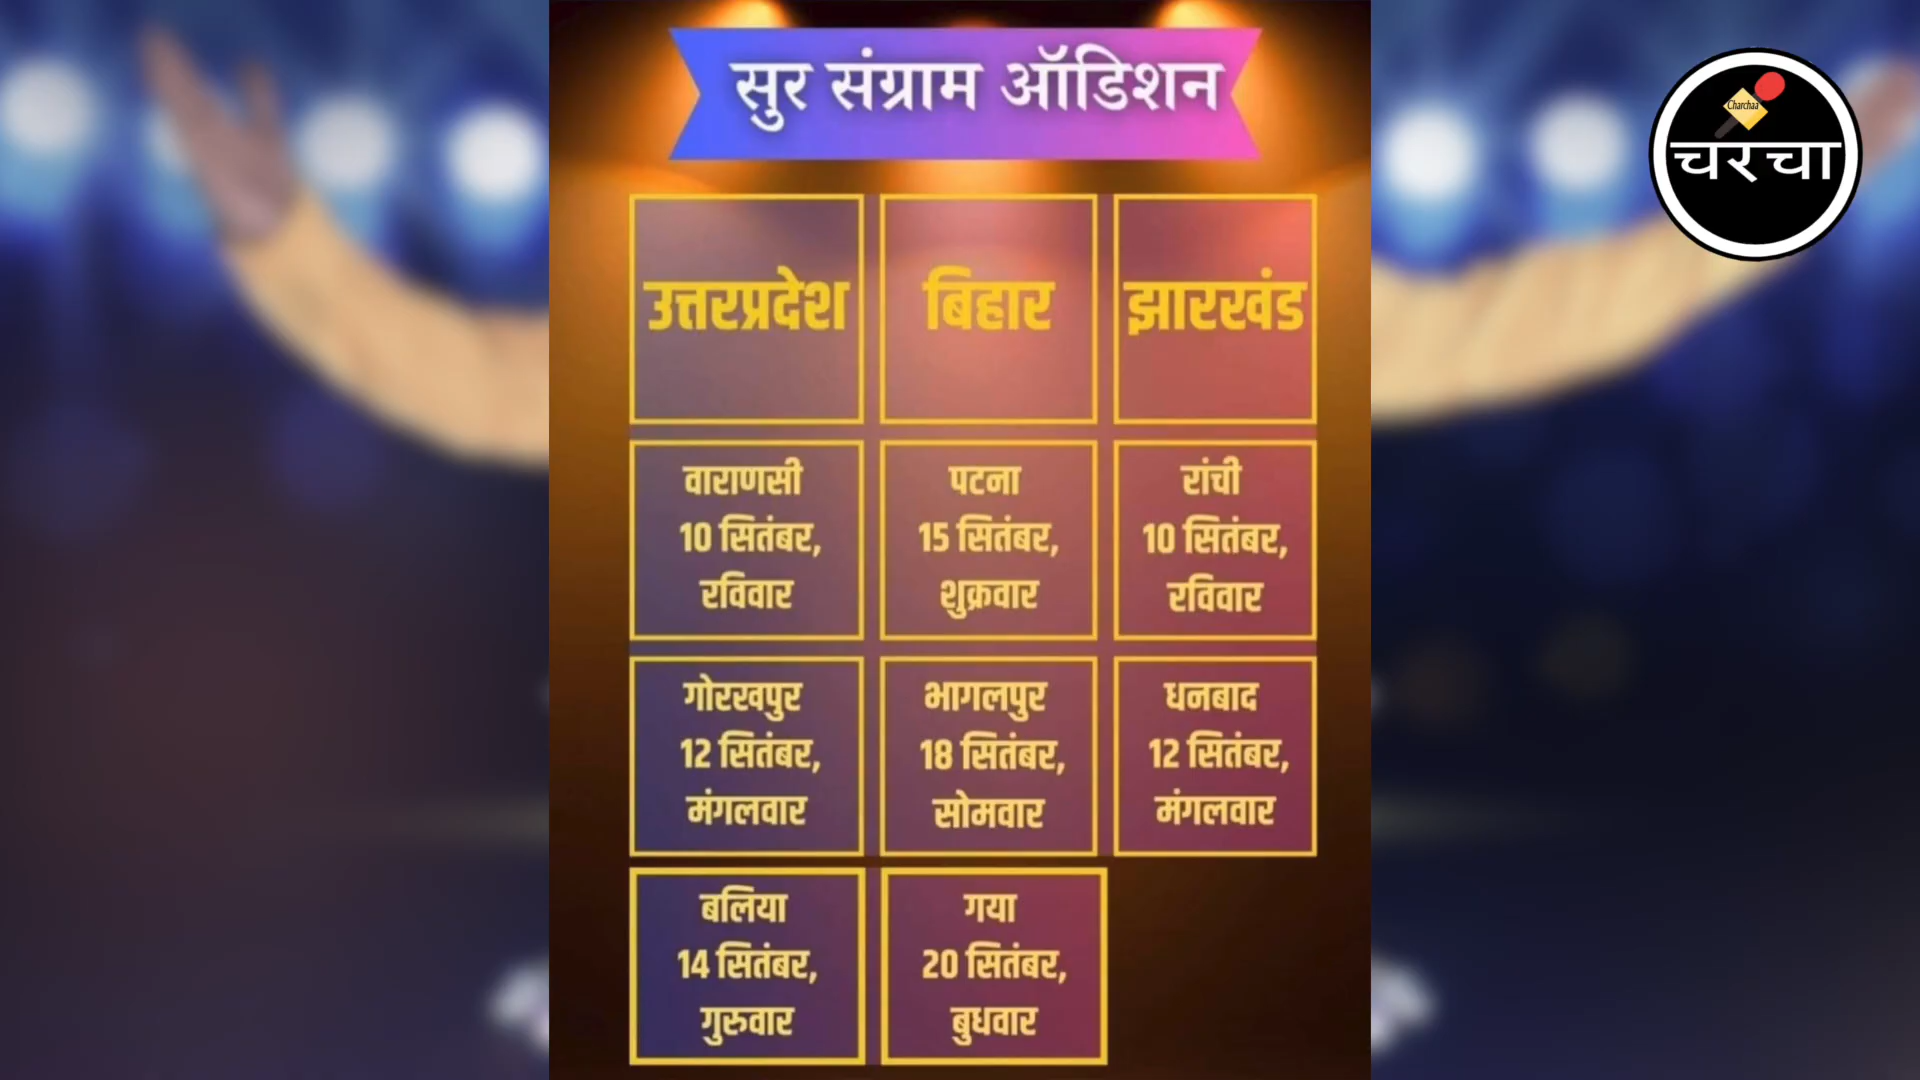 सुर संग्राम ऑडिशन
Charchaa
चरचा
उत्तरप्रदेश
बिहार
झारखंड
वाराणसी
10 सितंबर,
रविवार
पटना
15 सितंबर,
शुक्रवार
रांची
10 सितंबर,
रविवार
गोरखपुर
12 सितंबर,
मंगलवार
भागलपुर
18 सितंबर,
सोमवार
धनबाद
12 सितंबर,
मंगलवार
बलिया
14 सितंबर,
गुरुवार
गया
20 सितंबर,
बुधवार